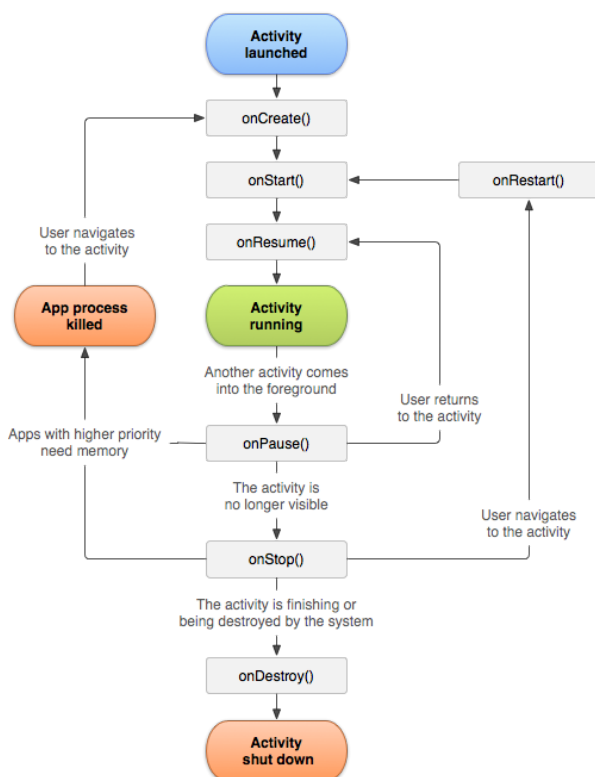 Activity
launched
onCreate()
onStart()
onRestart()
User navigates
to the activity
onResume()
App process
killed
Activity
running
Another activity comes
into the foreground
User returns
to the activity
Apps with higher priority
need memory
onPause()
The activity is
no longer visible
User navigates
to the activity
onStop()
The activity is finishing or
being destroyed by the system
onDestroy()
Activity
shut down